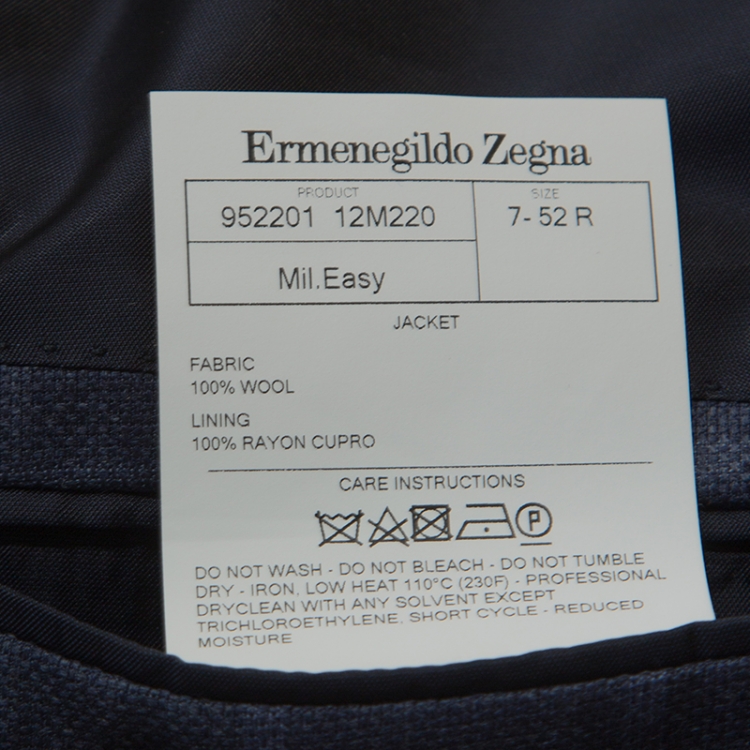 Ermenegildo Zegna
PRODUCT
952201 12M220
SIZE
7- 52 R
Mil.Easy
JACKET
FABRIC
100% WOOL
LINING
100% RAYON CUPRO
CARE INSTRUCTIONS
P
DO NOT WASH - DO NOT BLEACH - DO NOT TUMBLE
DRY - IRON, LOW HEAT 110°C (230F) - PROFESSIONAL
DRYCLEAN WITH ANY SOLVENT EXCEPT
TRICHLOROETHYLENE, SHORT CYCLE - REDUCED
MOISTURE